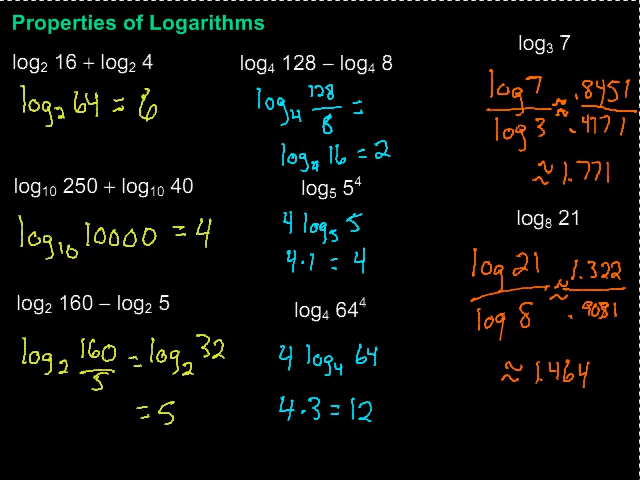 Properties of Logarithms
log₂ 16 + log₂ 4
log₂ 64 = 6
log₁₀ 250 + log₁₀ 40
log₁₀ 10000 = 4
log₂ 160 – log₂ 5
log₂ 160/5 = log₂ 32
= 5
log₄ 128 – log₄ 8
log₄ 128/8 =
log₄ 16 = 2
log₅ 5⁴
4 log₅ 5
4·1 = 4
log₄ 64⁴
4 log₄ 64
4·3 = 12
log₃ 7
log 7/log 3 ≈ .8451/.4771
≈ 1.771
log₈ 21
log 21/log 8 ≈ 1.322/.9031
≈ 1.464